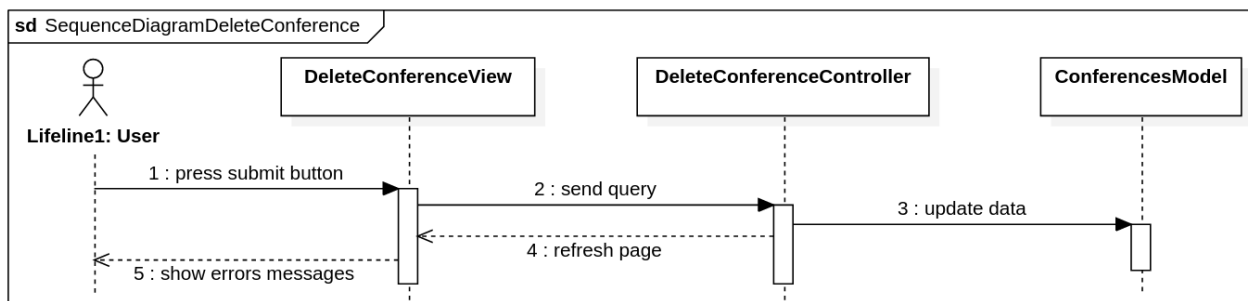 sd SequenceDiagramDeleteConference
DeleteConferenceView
DeleteConferenceController
ConferencesModel
Lifeline1: User
1 : press submit button
2 : send query
3 : update data
4 : refresh page
5 : show errors messages